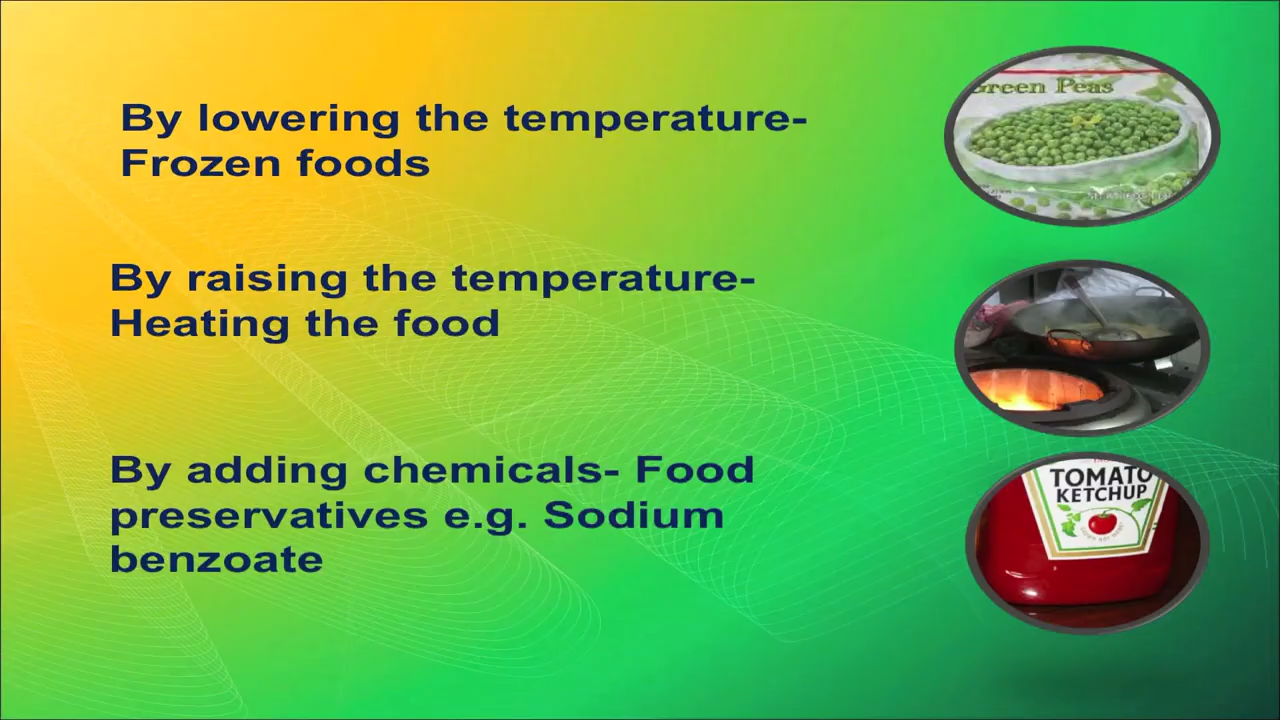 By lowering the temperature-
Frozen foods
Green Peas
By raising the temperature-
Heating the food
By adding chemicals- Food
preservatives e.g. Sodium
benzoate
TOMATO
KETCHUP